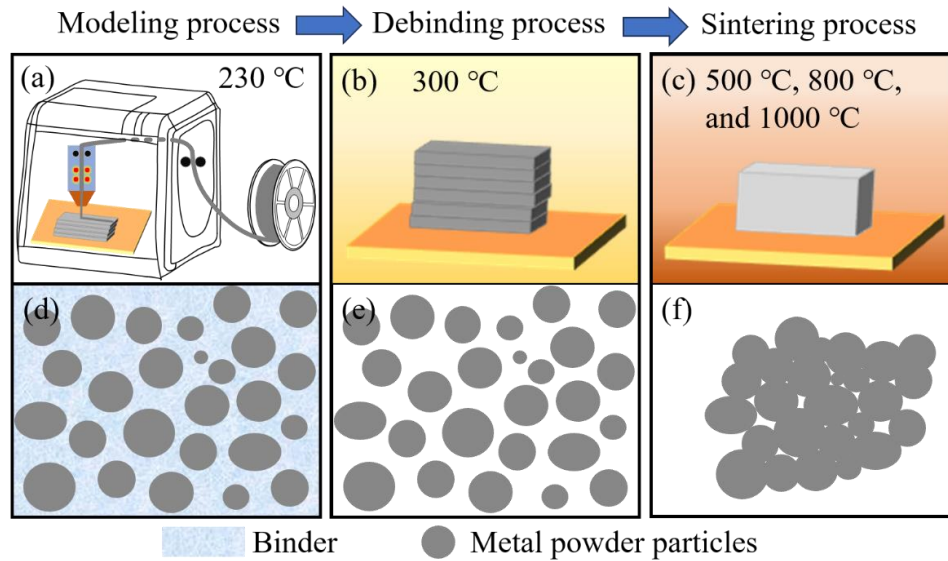 Modeling process Debinding process Sintering process
(a) 230 °C
(b) 300 °C
(c) 500 °C, 800 °C,
and 1000 °C
(d)
(e)
(f)
Binder Metal powder particles